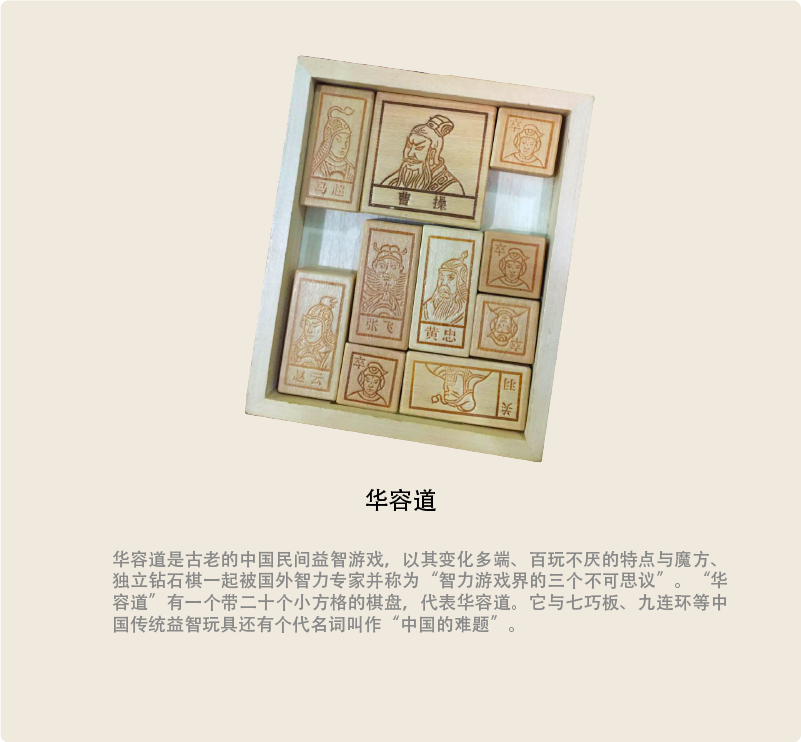 卒
马超
曹操
卒
张飞
黄忠
卒
赵云
卒
关羽
华容道
华容道是古老的中国民间益智游戏，以其变化多端、百玩不厌的特点与魔方、
独立钻石棋一起被国外智力专家并称为“智力游戏界的三个不可思议”。“华
容道”有一个带二十个小方格的棋盘，代表华容道。它与七巧板、九连环等中
国传统益智玩具还有个代名词叫作“中国的难题”。